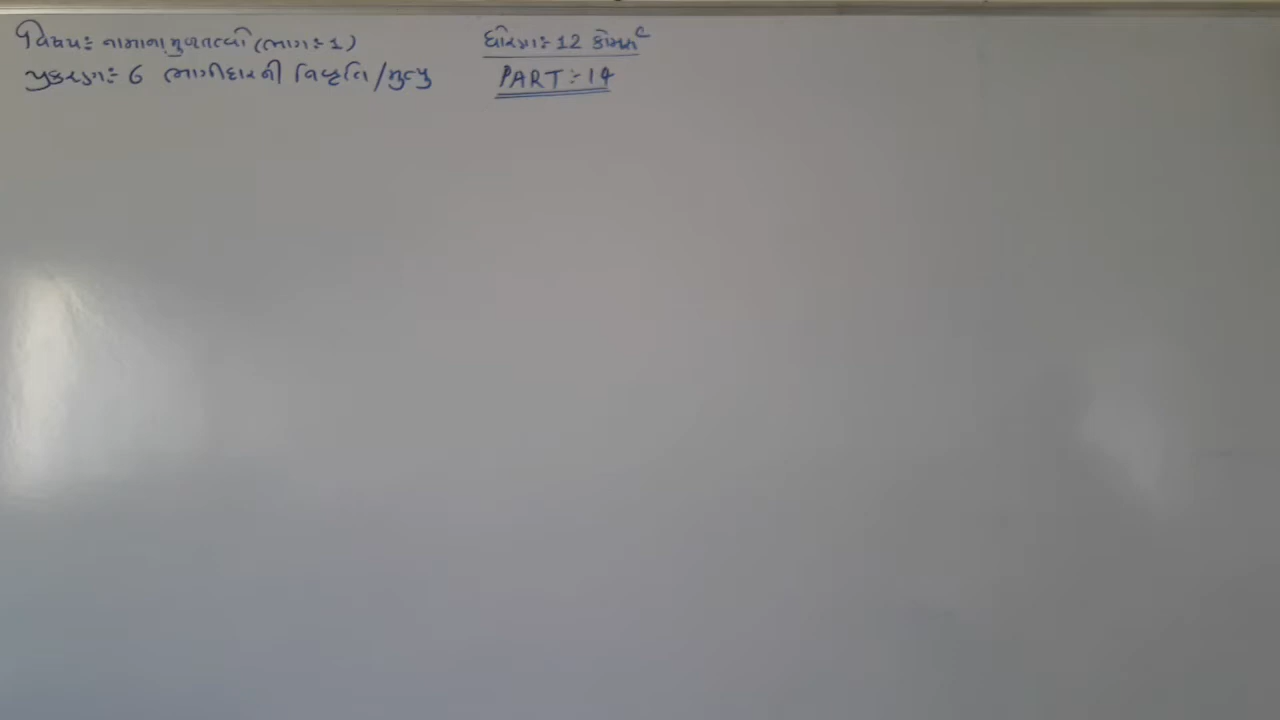 વિષય:- નામાના મુળતત્વો (ભાગ:-1)
ધોરણ:- 12 કોમર્સ
પ્રકરણ:- 6 ભાગીદારની નિવૃત્તિ/મૃત્યુ
PART:- 14